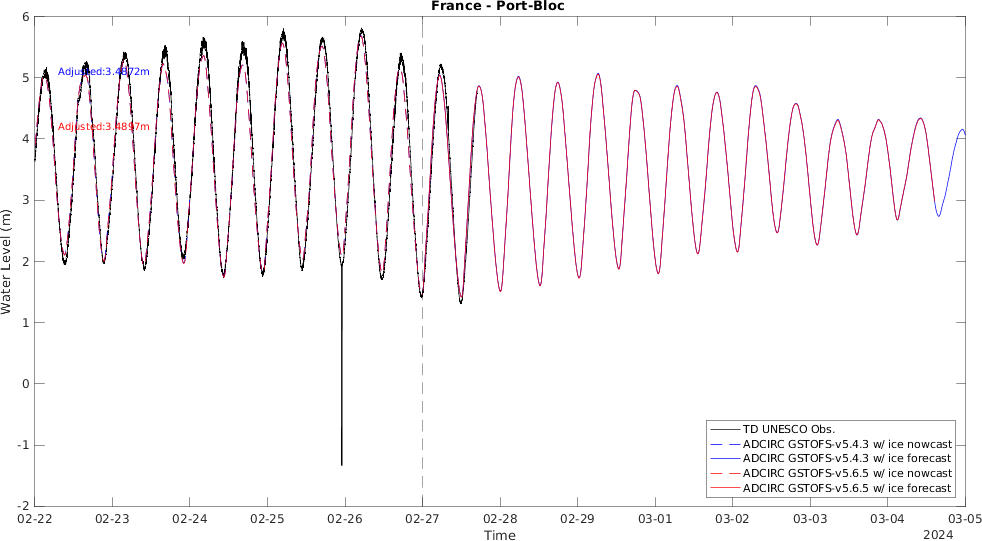 France - Port-Bloc
6
5
4
3
2
1
0
-1
-2
Water Level (m)
Adjusted:3.4872m
Adjusted:3.4897m
TD UNESCO Obs.
ADCIRC GSTOFS-v5.4.3 w/ ice nowcast
ADCIRC GSTOFS-v5.4.3 w/ ice forecast
ADCIRC GSTOFS-v5.6.5 w/ ice nowcast
ADCIRC GSTOFS-v5.6.5 w/ ice forecast
02-22 02-23 02-24 02-25 02-26 02-27 02-28 02-29 03-01 03-02 03-03 03-04 03-05
Time
2024